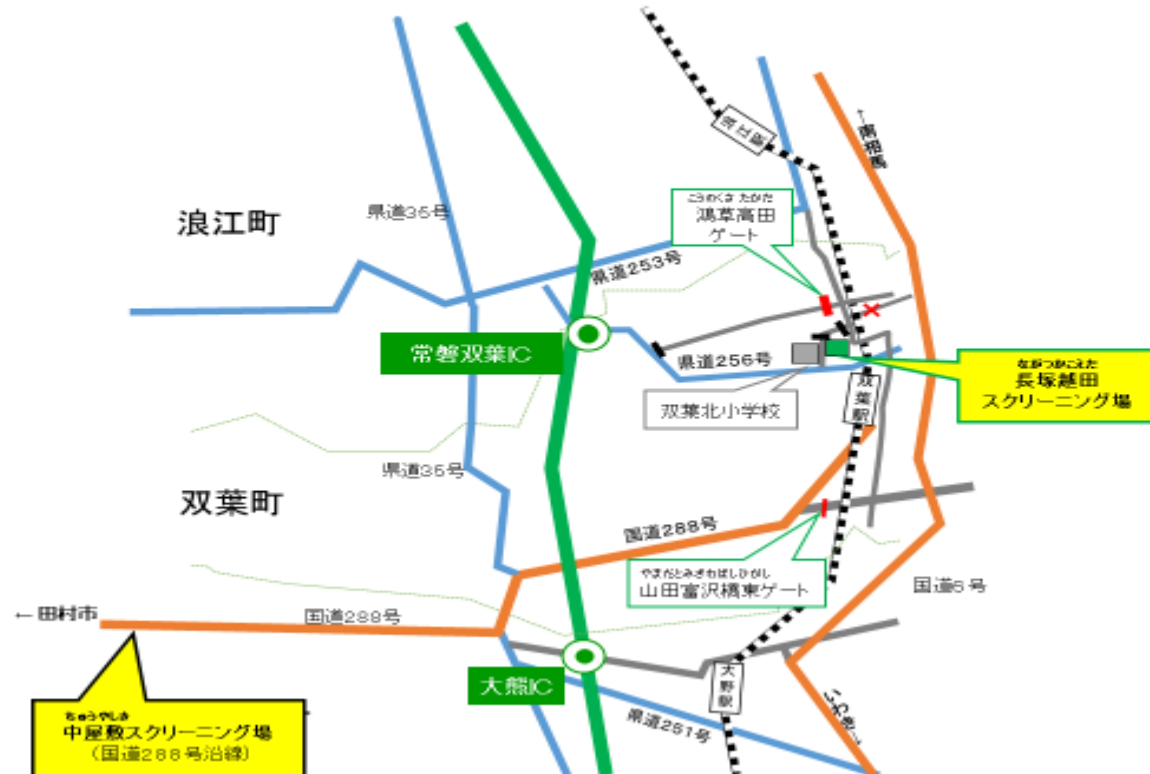 浪江駅
←南相馬
こうのくさ たかだ
鴻草高田
ゲート
浪江町
県道35号
県道253号
常磐双葉IC
県道256号
ながつかこえた
長塚越田
スクリーニング場
双葉駅
双葉北小学校
県道35号
双葉町
国道288号
やまだとみさわばしひがし
山田富沢橋東ゲート
国道6号
←田村市
国道288号
大熊IC
大野駅
いわき→
県道251号
ちゅうやしき
中屋敷スクリーニング場
(国道288号沿線)